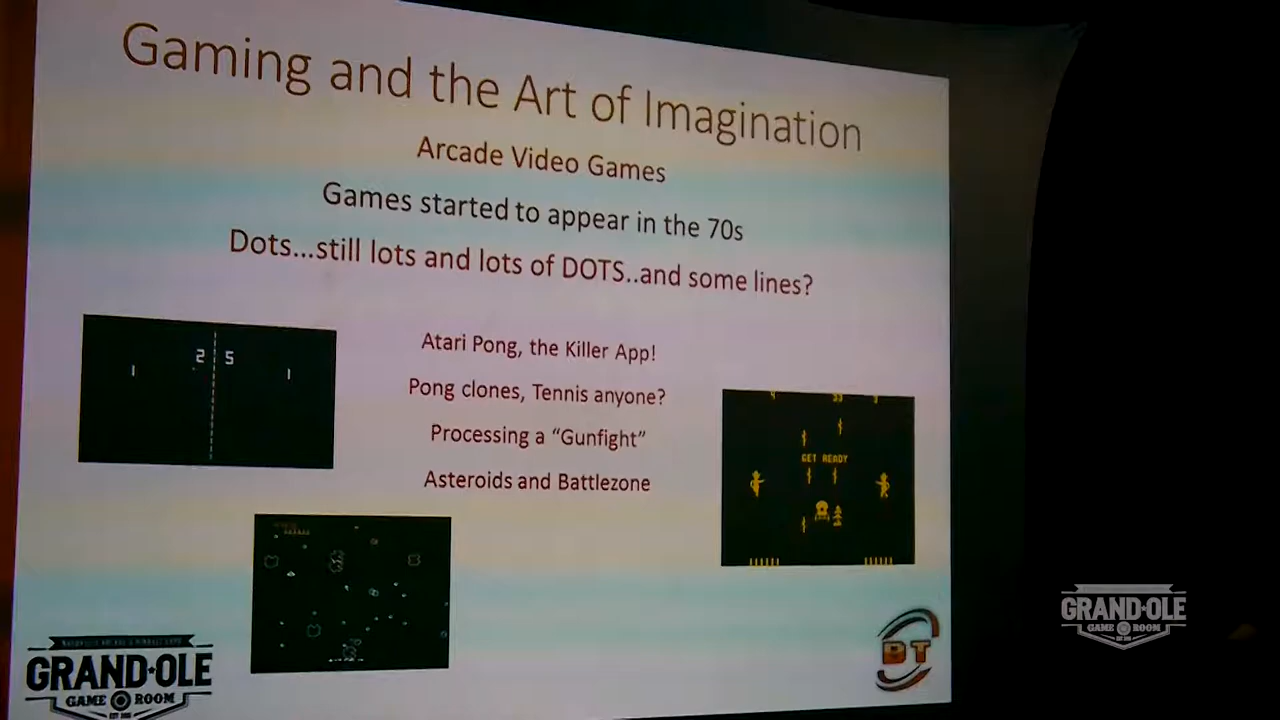 Gaming and the Art of Imagination
Arcade Video Games
Games started to appear in the 70s
Dots...still lots and lots of DOTS..and some lines?
2 5
Atari Pong, the Killer App!
Pong clones, Tennis anyone?
Processing a “Gunfight”
Asteroids and Battlezone
GET READY
GRAND•OLE
GAME ROOM
DT
GRAND•OLE
GAME ROOM